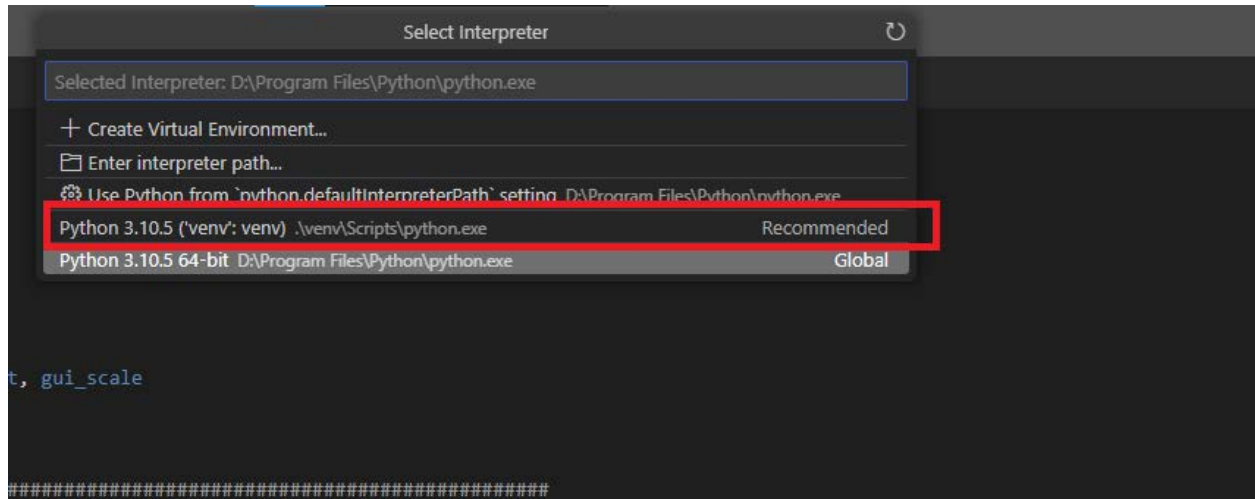 Select Interpreter
Selected Interpreter: D:\Program Files\Python\python.exe
+ Create Virtual Environment...
Enter interpreter path...
Use Python from `python.defaultInterpreterPath` setting D:\Program Files\Python\python.exe
Python 3.10.5 ('venv': venv) .\venv\Scripts\python.exe Recommended
Python 3.10.5 64-bit D:\Program Files\Python\python.exe Global
t, gui_scale
################################################